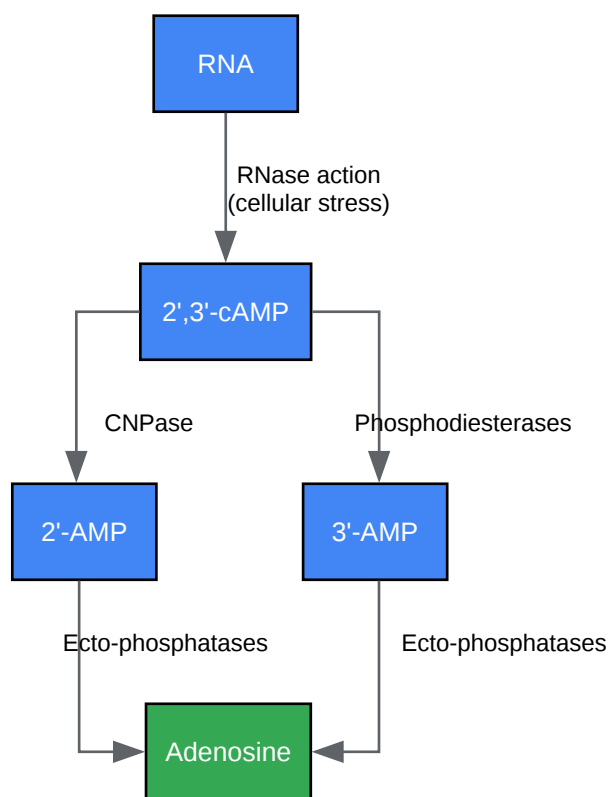 RNA
RNase action
(cellular stress)
2',3'-cAMP
CNPase
Phosphodiesterases
2'-AMP
3'-AMP
Ecto-phosphatases
Ecto-phosphatases
Adenosine